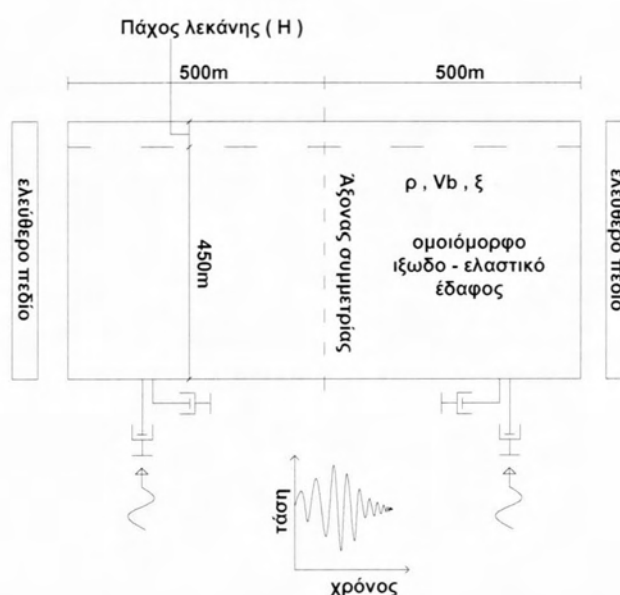 Πάχος λεκάνης ( Η )
500m
500m
ελεύθερο πεδίο
450m
Άξονας συμμετρίας
ρ , Vb , ξ
ομοιόμορφο
ιξωδο - ελαστικό
έδαφος
ελεύθερο πεδίο
τάση
χρόνος